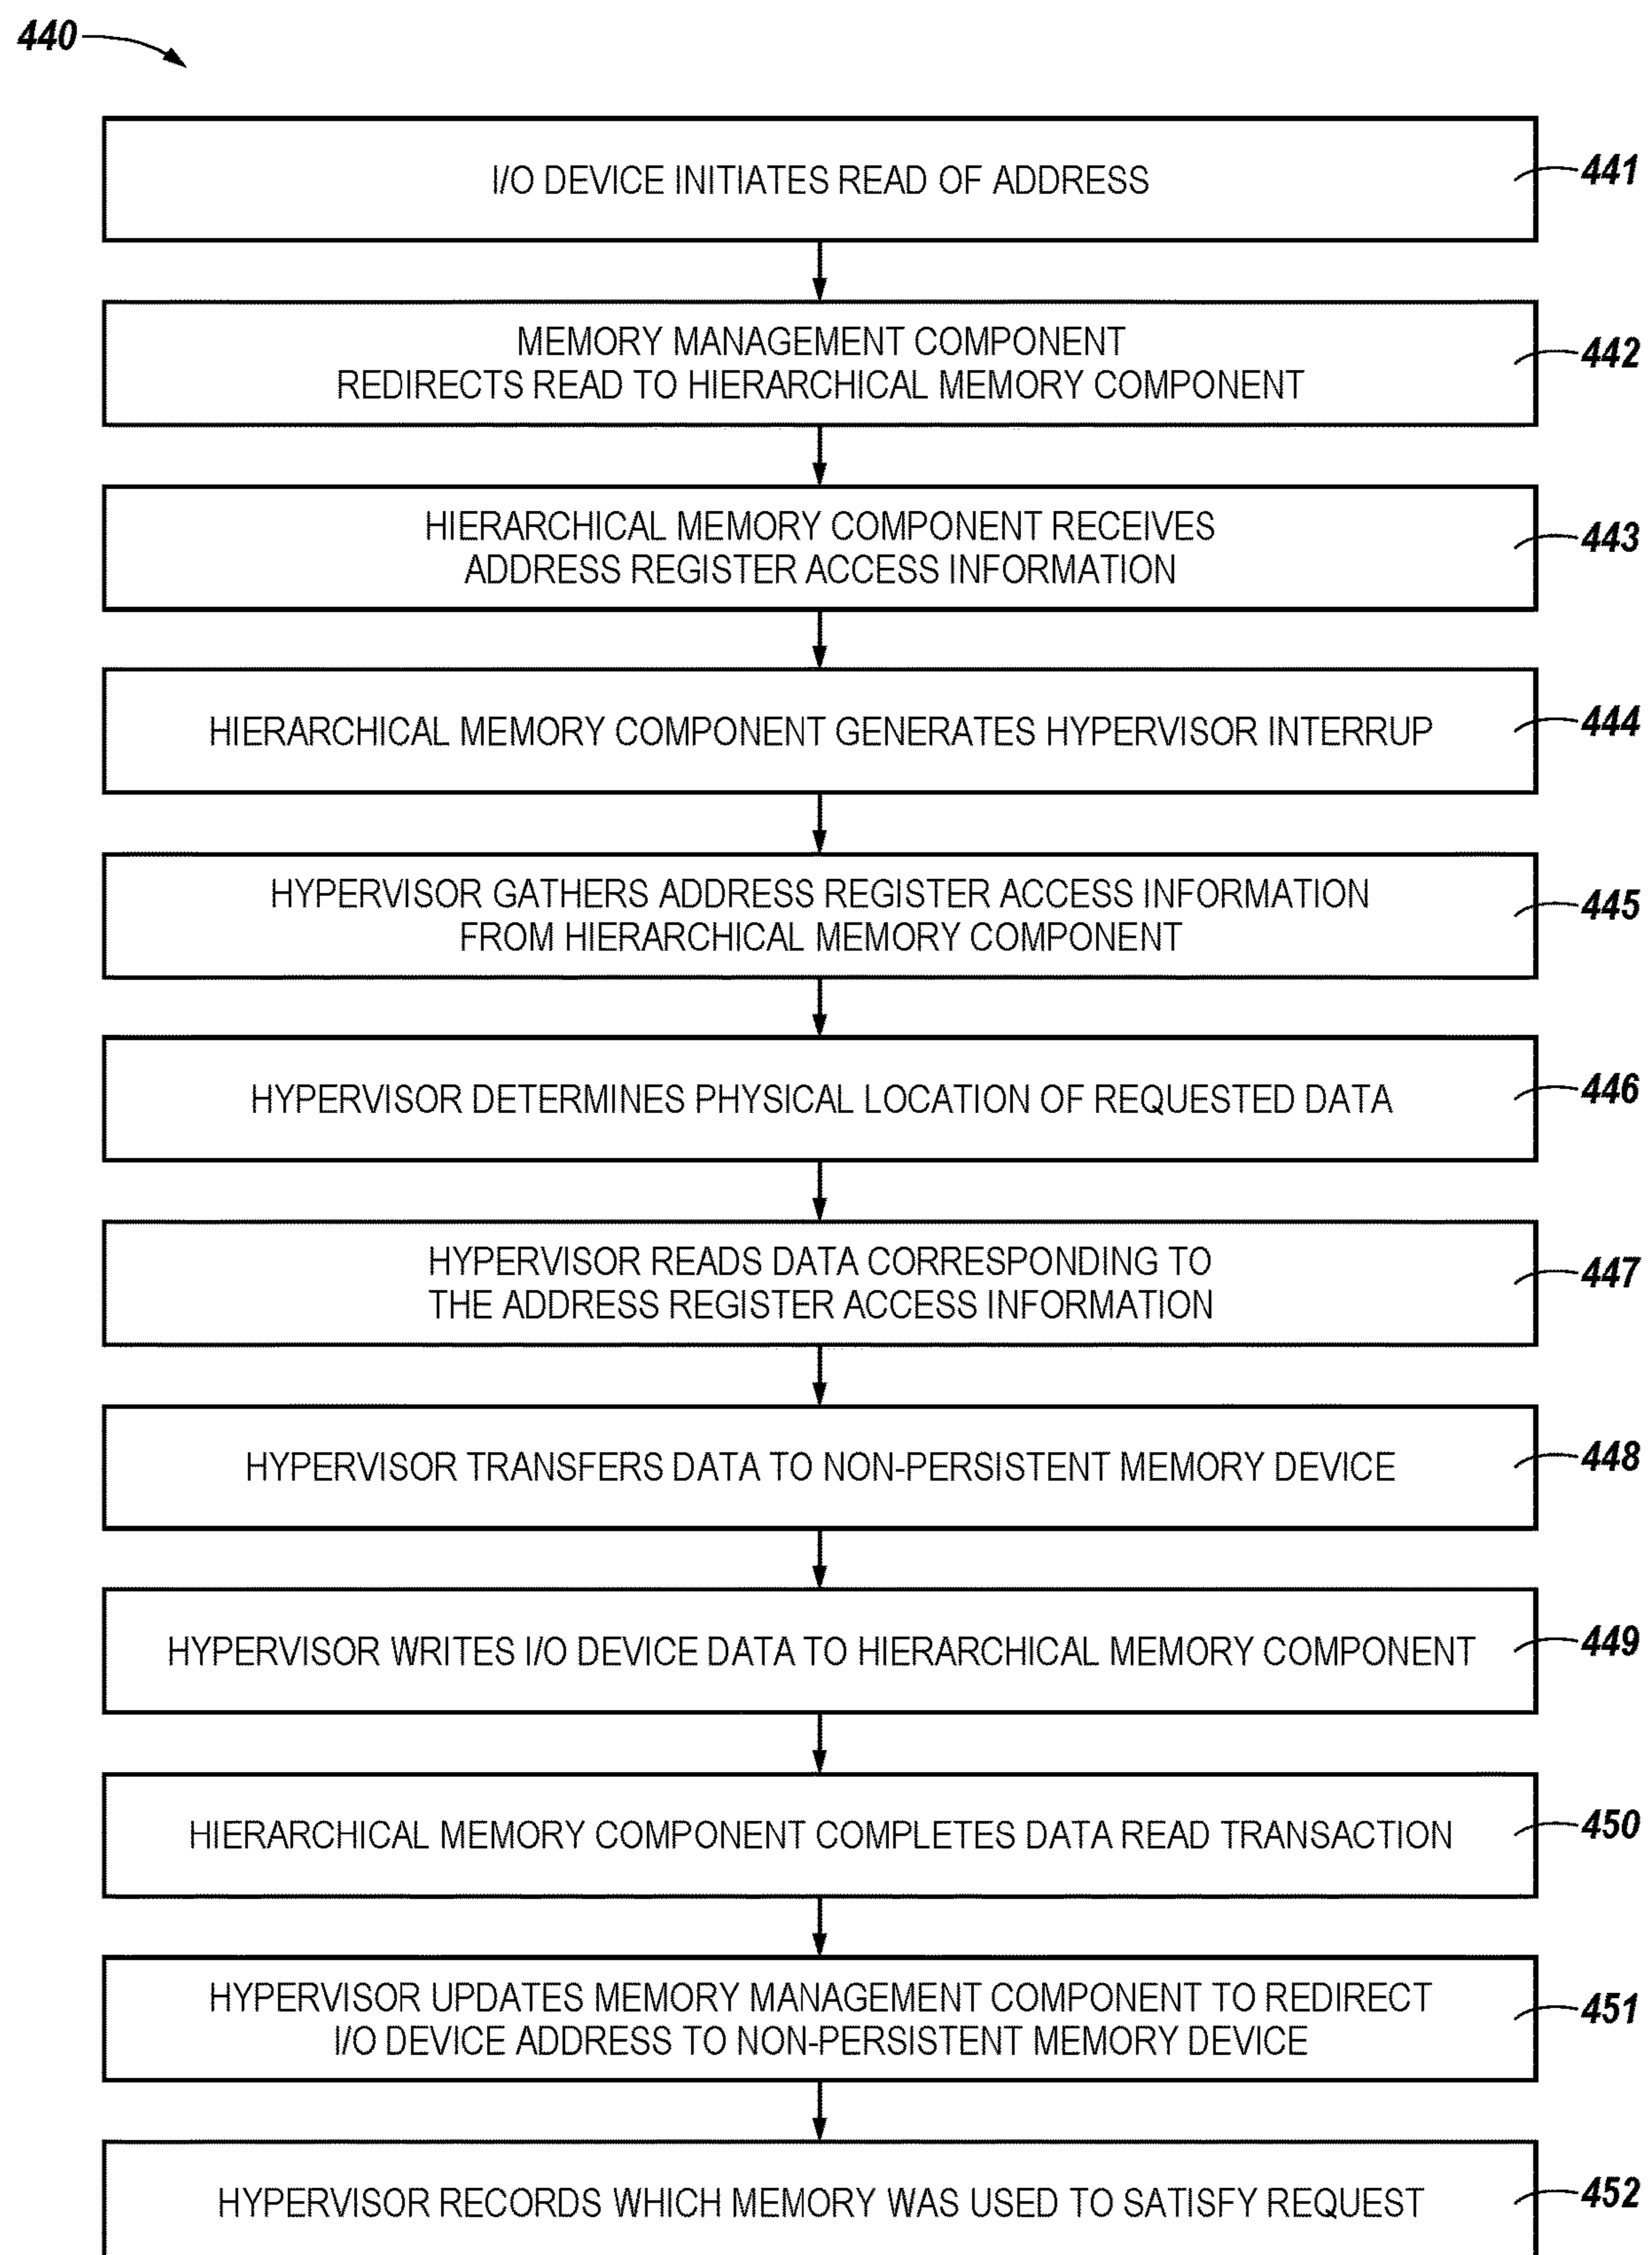 440
I/O DEVICE INITIATES READ OF ADDRESS
441
MEMORY MANAGEMENT COMPONENT
REDIRECTS READ TO HIERARCHICAL MEMORY COMPONENT
442
HIERARCHICAL MEMORY COMPONENT RECEIVES
ADDRESS REGISTER ACCESS INFORMATION
443
HIERARCHICAL MEMORY COMPONENT GENERATES HYPERVISOR INTERRUP
444
HYPERVISOR GATHERS ADDRESS REGISTER ACCESS INFORMATION
FROM HIERARCHICAL MEMORY COMPONENT
445
HYPERVISOR DETERMINES PHYSICAL LOCATION OF REQUESTED DATA
446
HYPERVISOR READS DATA CORRESPONDING TO
THE ADDRESS REGISTER ACCESS INFORMATION
447
HYPERVISOR TRANSFERS DATA TO NON-PERSISTENT MEMORY DEVICE
448
HYPERVISOR WRITES I/O DEVICE DATA TO HIERARCHICAL MEMORY COMPONENT
449
HIERARCHICAL MEMORY COMPONENT COMPLETES DATA READ TRANSACTION
450
HYPERVISOR UPDATES MEMORY MANAGEMENT COMPONENT TO REDIRECT
I/O DEVICE ADDRESS TO NON-PERSISTENT MEMORY DEVICE
451
HYPERVISOR RECORDS WHICH MEMORY WAS USED TO SATISFY REQUEST
452